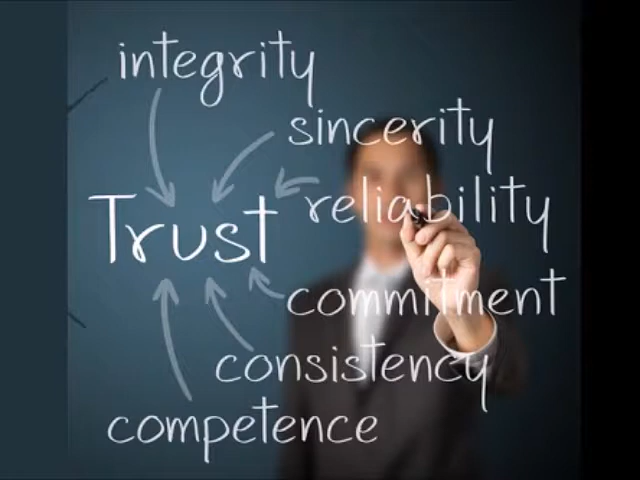 integrity
sincerity
reliability
Trust
commitment
consistency
competence